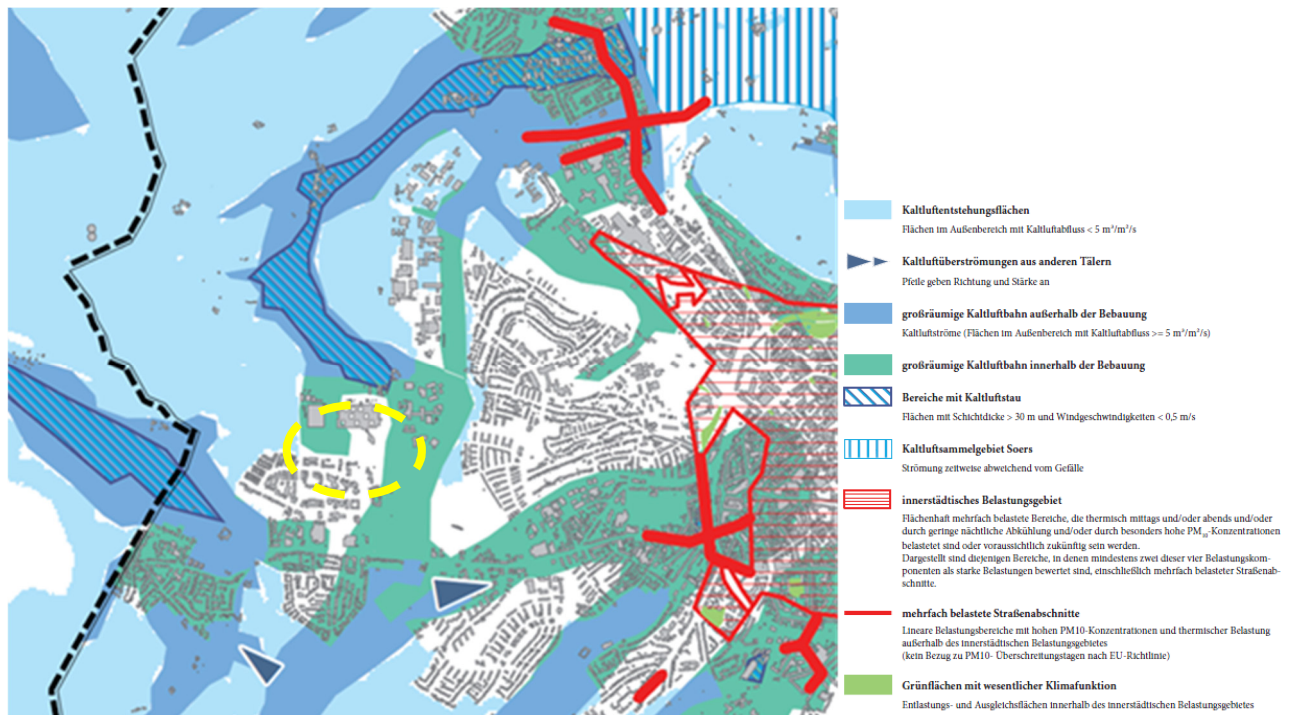 Kaltluftentstehungsflächen
Flächen im Außenbereich mit Kaltluftabfluss < 5 m³/m²/s
Kaltluftüberströmungen aus anderen Tälern
Pfeile geben Richtung und Stärke an
großräumige Kaltluftbahn außerhalb der Bebauung
Kaltluftströme (Flächen im Außenbereich mit Kaltluftabfluss >= 5 m³/m²/s)
großräumige Kaltluftbahn innerhalb der Bebauung
Bereiche mit Kaltluftstau
Flächen mit Schichtdicke > 30 m und Windgeschwindigkeiten < 0,5 m/s
Kaltluftsammelgebiet Soers
Strömung zeitweise abweichend vom Gefälle
innerstädtisches Belastungsgebiet
Flächenhaft mehrfach belastete Bereiche, die thermisch mittags und/oder abends und/oder
durch geringe nächtliche Abkühlung und/oder durch besonders hohe PM₁₀-Konzentrationen
belastetet sind oder voraussichtlich zukünftig sein werden.
Dargestellt sind diejenigen Bereiche, in denen mindestens zwei dieser vier Belastungskom-
ponenten als starke Belastungen bewertet sind, einschließlich mehrfach belasteter Straßenab-
schnitte.
mehrfach belastete Straßenabschnitte
Lineare Belastungsbereiche mit hohen PM10-Konzentrationen und thermischer Belastung
außerhalb des innerstädtischen Belastungsgebietes
(kein Bezug zu PM10- Überschreitungstagen nach EU-Richtlinie)
Grünflächen mit wesentlicher Klimafunktion
Entlastungs- und Ausgleichsflächen innerhalb des innerstädtischen Belastungsgebietes